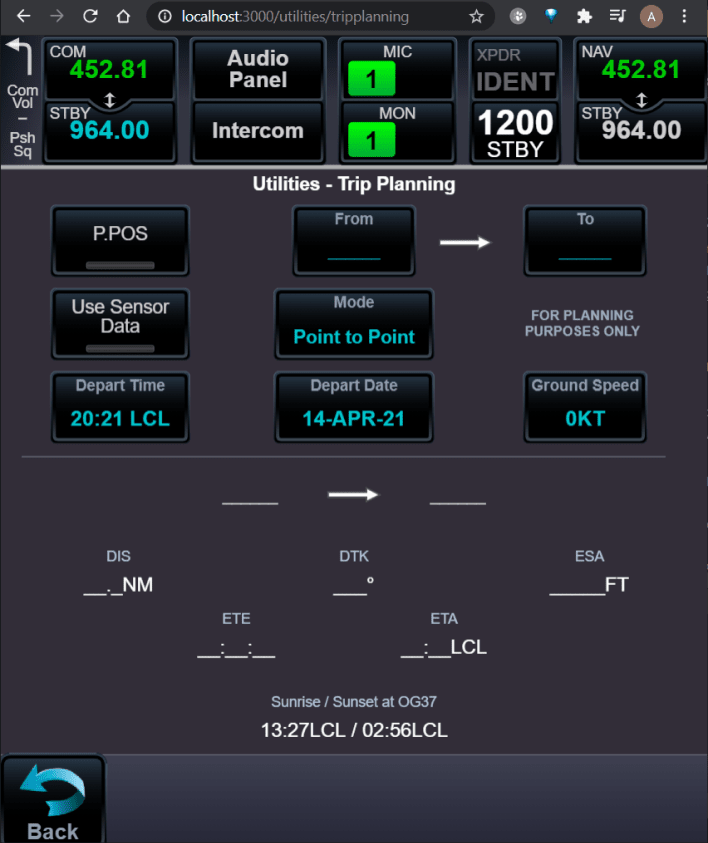 localhost:3000/utilities/tripplanning
A
Com
Vol
–
Psh
Sq
COM
452.81
STBY
964.00
Audio
Panel
Intercom
MIC
1
MON
1
XPDR
IDENT
1200
STBY
NAV
452.81
STBY
964.00
Utilities - Trip Planning
P.POS
From
_____
To
_____
Use Sensor
Data
Mode
Point to Point
FOR PLANNING
PURPOSES ONLY
Depart Time
20:21 LCL
Depart Date
14-APR-21
Ground Speed
0KT
_____ _____
DIS
__._NM
DTK
___°
ESA
_____FT
ETE
__:__:__
ETA
__:__LCL
Sunrise / Sunset at OG37
13:27LCL / 02:56LCL
Back